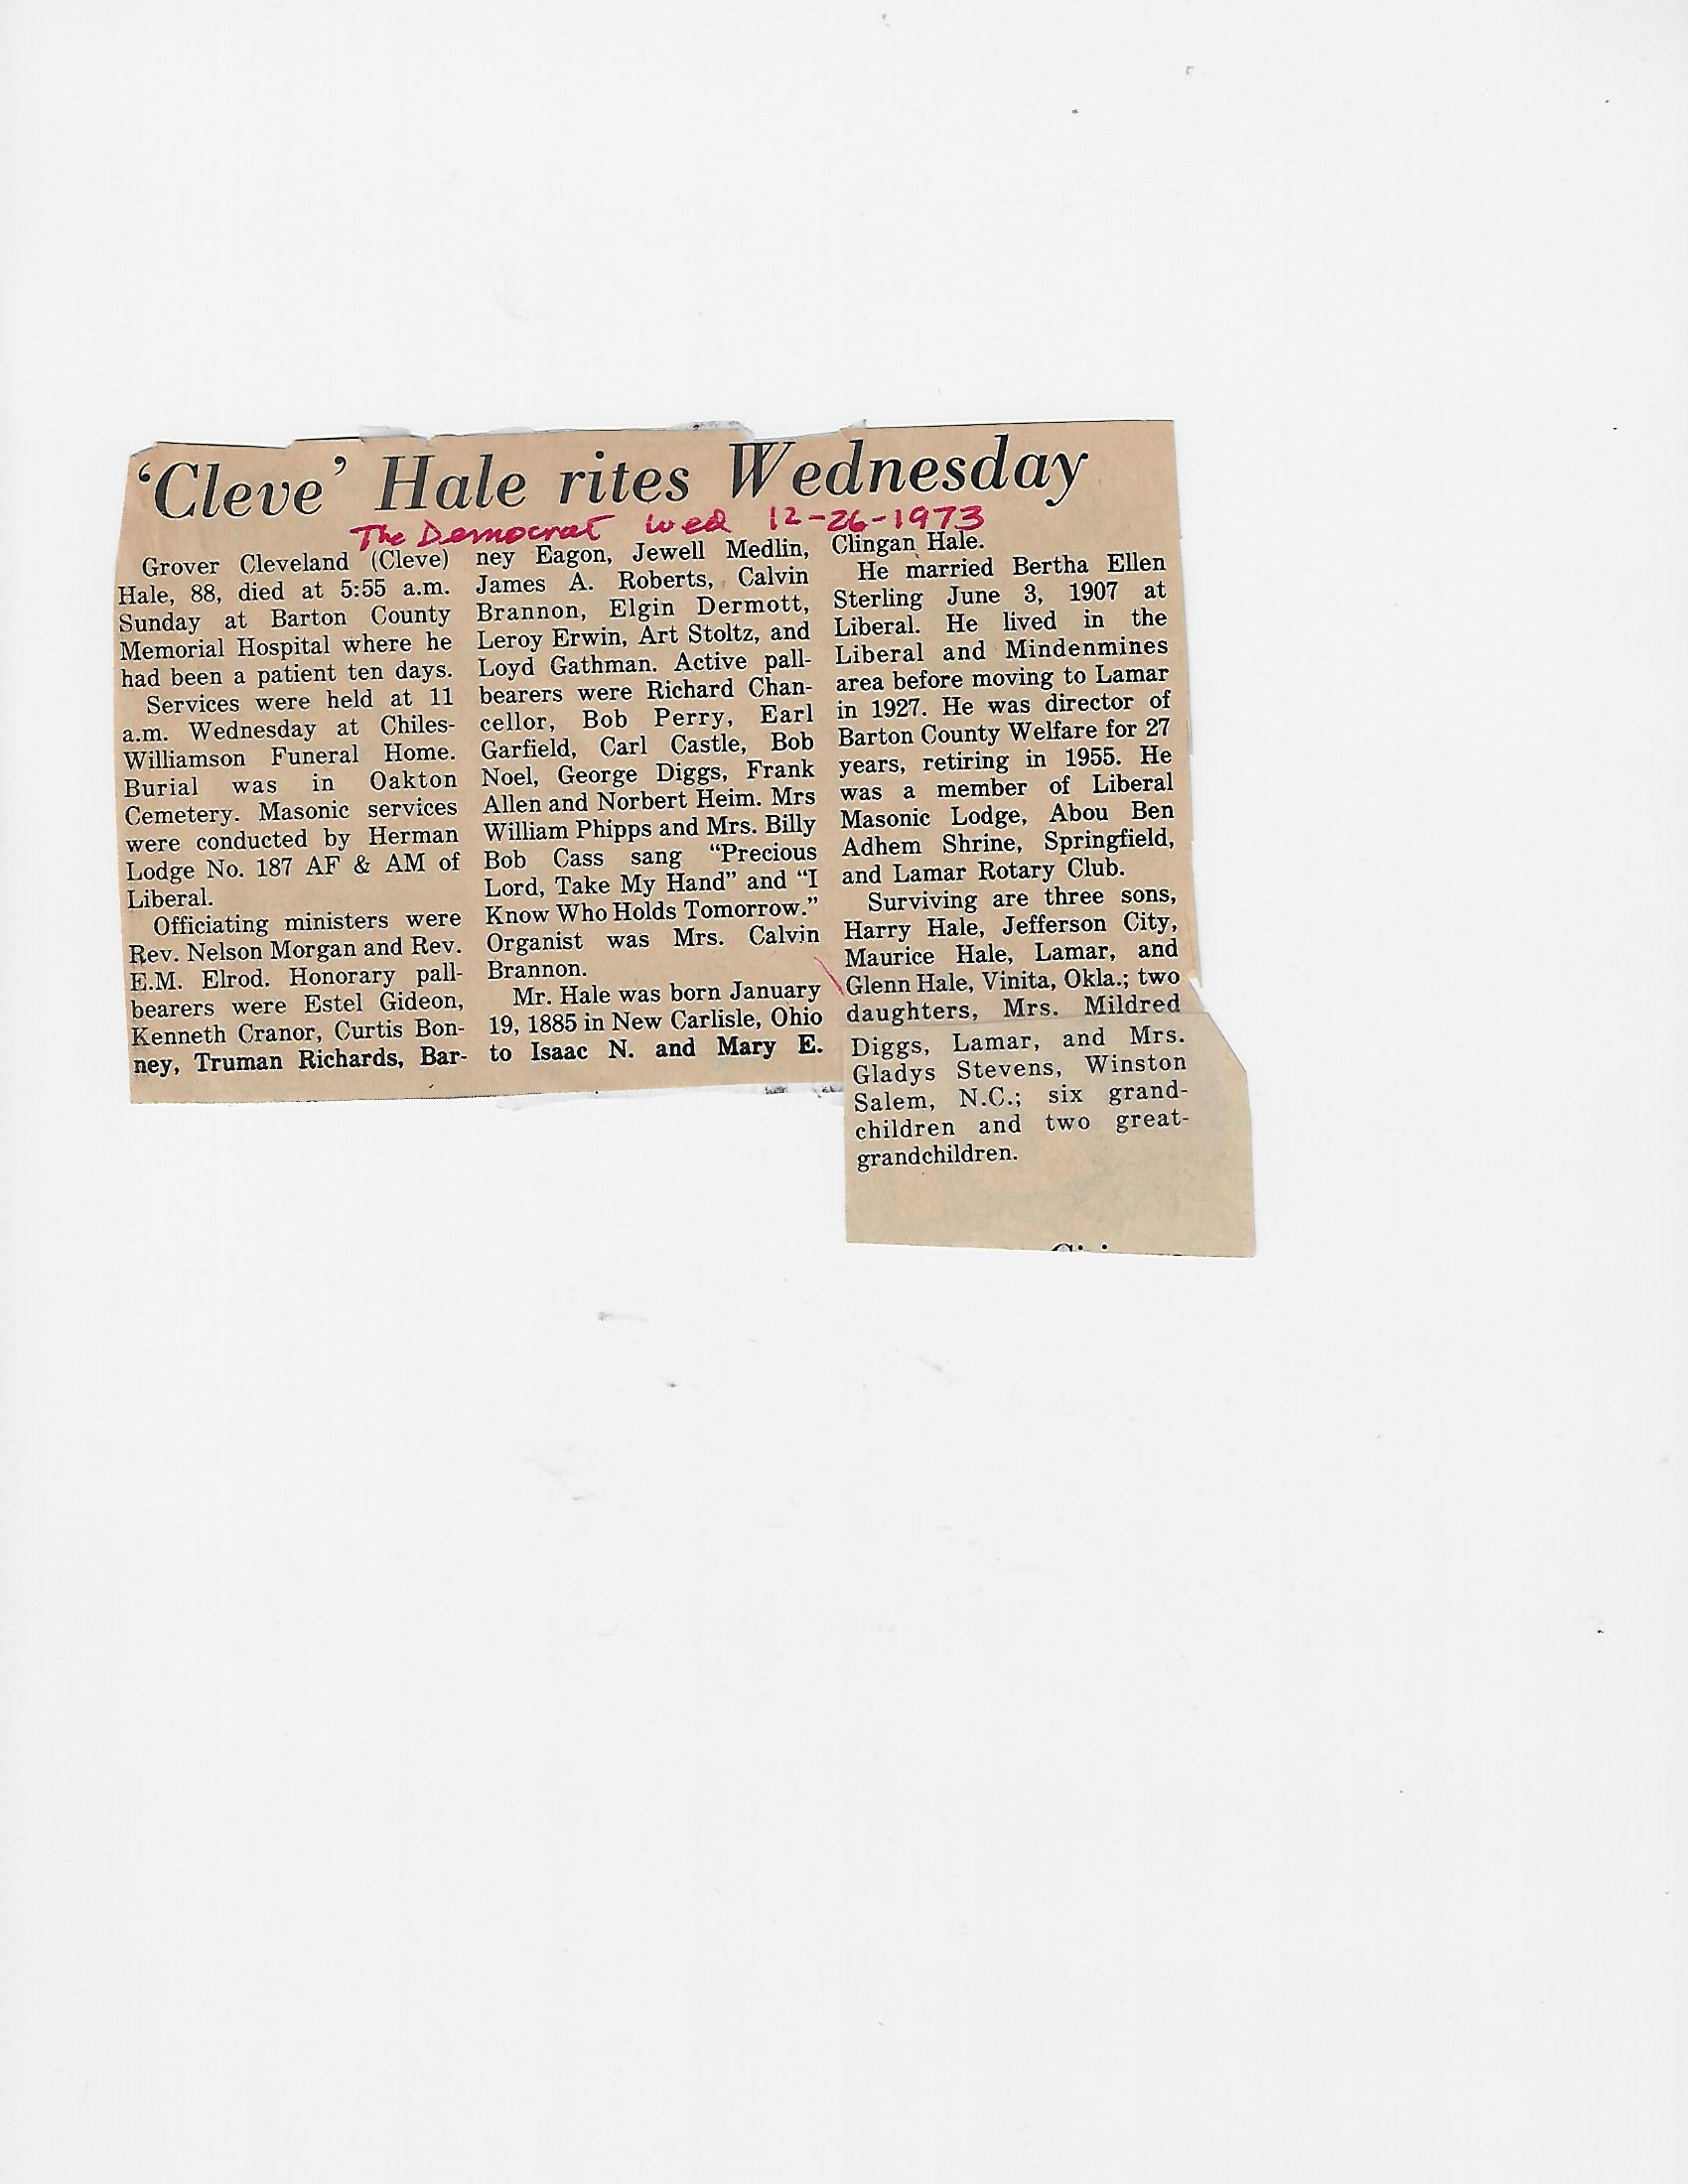 ‘Cleve’ Hale rites Wednesday
The Democrat Wed 12-26-1973
Grover Cleveland (Cleve)
Hale, 88, died at 5:55 a.m.
Sunday at Barton County
Memorial Hospital where he
had been a patient ten days.
Services were held at 11
a.m. Wednesday at Chiles-
Williamson Funeral Home.
Burial was in Oakton
Cemetery. Masonic services
were conducted by Herman
Lodge No. 187 AF & AM of
Liberal.
Officiating ministers were
Rev. Nelson Morgan and Rev.
E.M. Elrod. Honorary pall-
bearers were Estel Gideon,
Kenneth Cranor, Curtis Bon-
ney, Truman Richards, Bar-
ney Eagon, Jewell Medlin,
James A. Roberts, Calvin
Brannon, Elgin Dermott,
Leroy Erwin, Art Stoltz, and
Loyd Gathman. Active pall-
bearers were Richard Chan-
cellor, Bob Perry, Earl
Garfield, Carl Castle, Bob
Noel, George Diggs, Frank
Allen and Norbert Heim. Mrs
William Phipps and Mrs. Billy
Bob Cass sang “Precious
Lord, Take My Hand” and “I
Know Who Holds Tomorrow.”
Organist was Mrs. Calvin
Brannon.
Mr. Hale was born January
19, 1885 in New Carlisle, Ohio
to Isaac N. and Mary E.
Clingan Hale.
He married Bertha Ellen
Sterling June 3, 1907 at
Liberal. He lived in the
Liberal and Mindenmines
area before moving to Lamar
in 1927. He was director of
Barton County Welfare for 27
years, retiring in 1955. He
was a member of Liberal
Masonic Lodge, Abou Ben
Adhem Shrine, Springfield,
and Lamar Rotary Club.
Surviving are three sons,
Harry Hale, Jefferson City,
Maurice Hale, Lamar, and
Glenn Hale, Vinita, Okla.; two
daughters, Mrs. Mildred
Diggs, Lamar, and Mrs.
Gladys Stevens, Winston
Salem, N.C.; six grand-
children and two great-
grandchildren.